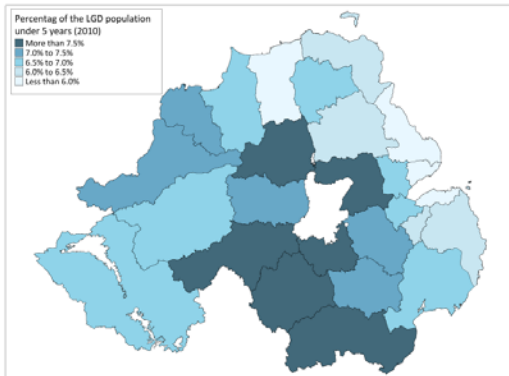 Percentag of the LGD population
under 5 years (2010)
More than 7.5%
7.0% to 7.5%
6.5% to 7.0%
6.0% to 6.5%
Less than 6.0%